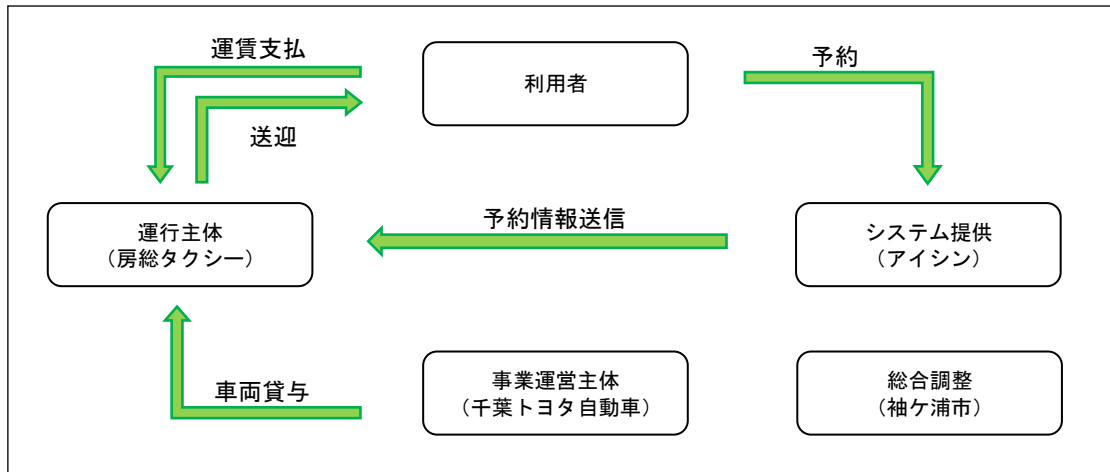 運賃支払
予約
利用者
送迎
予約情報送信
運行主体
（房総タクシー）
システム提供
（アイシン）
車両貸与
事業運営主体
（千葉トヨタ自動車）
総合調整
（袖ケ浦市）